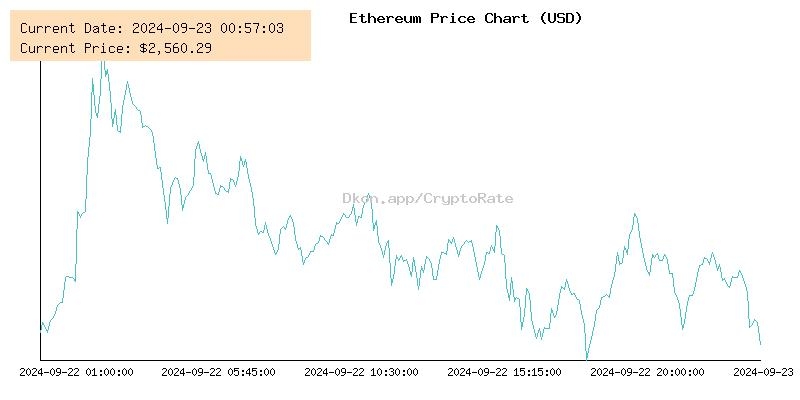 Ethereum Price Chart (USD)
Current Date: 2024-09-23 00:57:03
Current Price: $2,560.29
Dkon.app/CryptoRate
2024-09-22 01:00:00 2024-09-22 05:45:00 2024-09-22 10:30:00 2024-09-22 15:15:00 2024-09-22 20:00:00 2024-09-23